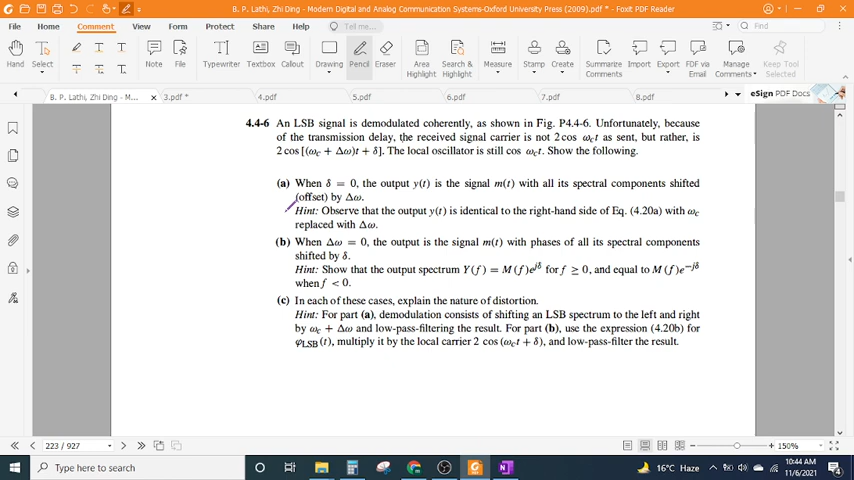 B. P. Lathi, Zhi Ding - Modern Digital and Analog Communication Systems-Oxford University Press (2009).pdf * - Foxit PDF Reader
File Home Comment View Form Protect Share Help Tell me... Find
Hand Select Note File Typewriter Textbox Callout Drawing Pencil Eraser Area Highlight Search & Highlight Measure Stamp Create Summarize Comments Import Export FDF via Email Manage Comments Keep Tool Selected
B. P. Lathi, Zhi Ding - M... 3.pdf * 4.pdf 5.pdf 6.pdf 7.pdf 8.pdf eSign PDF Docs
4.4-6 An LSB signal is demodulated coherently, as shown in Fig. P4.4-6. Unfortunately, because
of the transmission delay, the received signal carrier is not 2 cos ω_c t as sent, but rather, is
2 cos [(ω_c + Δω)t + δ]. The local oscillator is still cos ω_c t. Show the following.
(a) When δ = 0, the output y(t) is the signal m(t) with all its spectral components shifted
(offset) by Δω.
Hint: Observe that the output y(t) is identical to the right-hand side of Eq. (4.20a) with ω_c
replaced with Δω.
(b) When Δω = 0, the output is the signal m(t) with phases of all its spectral components
shifted by δ.
Hint: Show that the output spectrum Y(f) = M(f)e^{jδ} for f ≥ 0, and equal to M(f)e^{−jδ}
when f < 0.
(c) In each of these cases, explain the nature of distortion.
Hint: For part (a), demodulation consists of shifting an LSB spectrum to the left and right
by ω_c + Δω and low-pass-filtering the result. For part (b), use the expression (4.20b) for
φ_LSB(t), multiply it by the local carrier 2 cos (ω_c t + δ), and low-pass-filter the result.
223 / 927 150%
Type here to search 16°C Haze 10:44 AM
11/6/2021 4